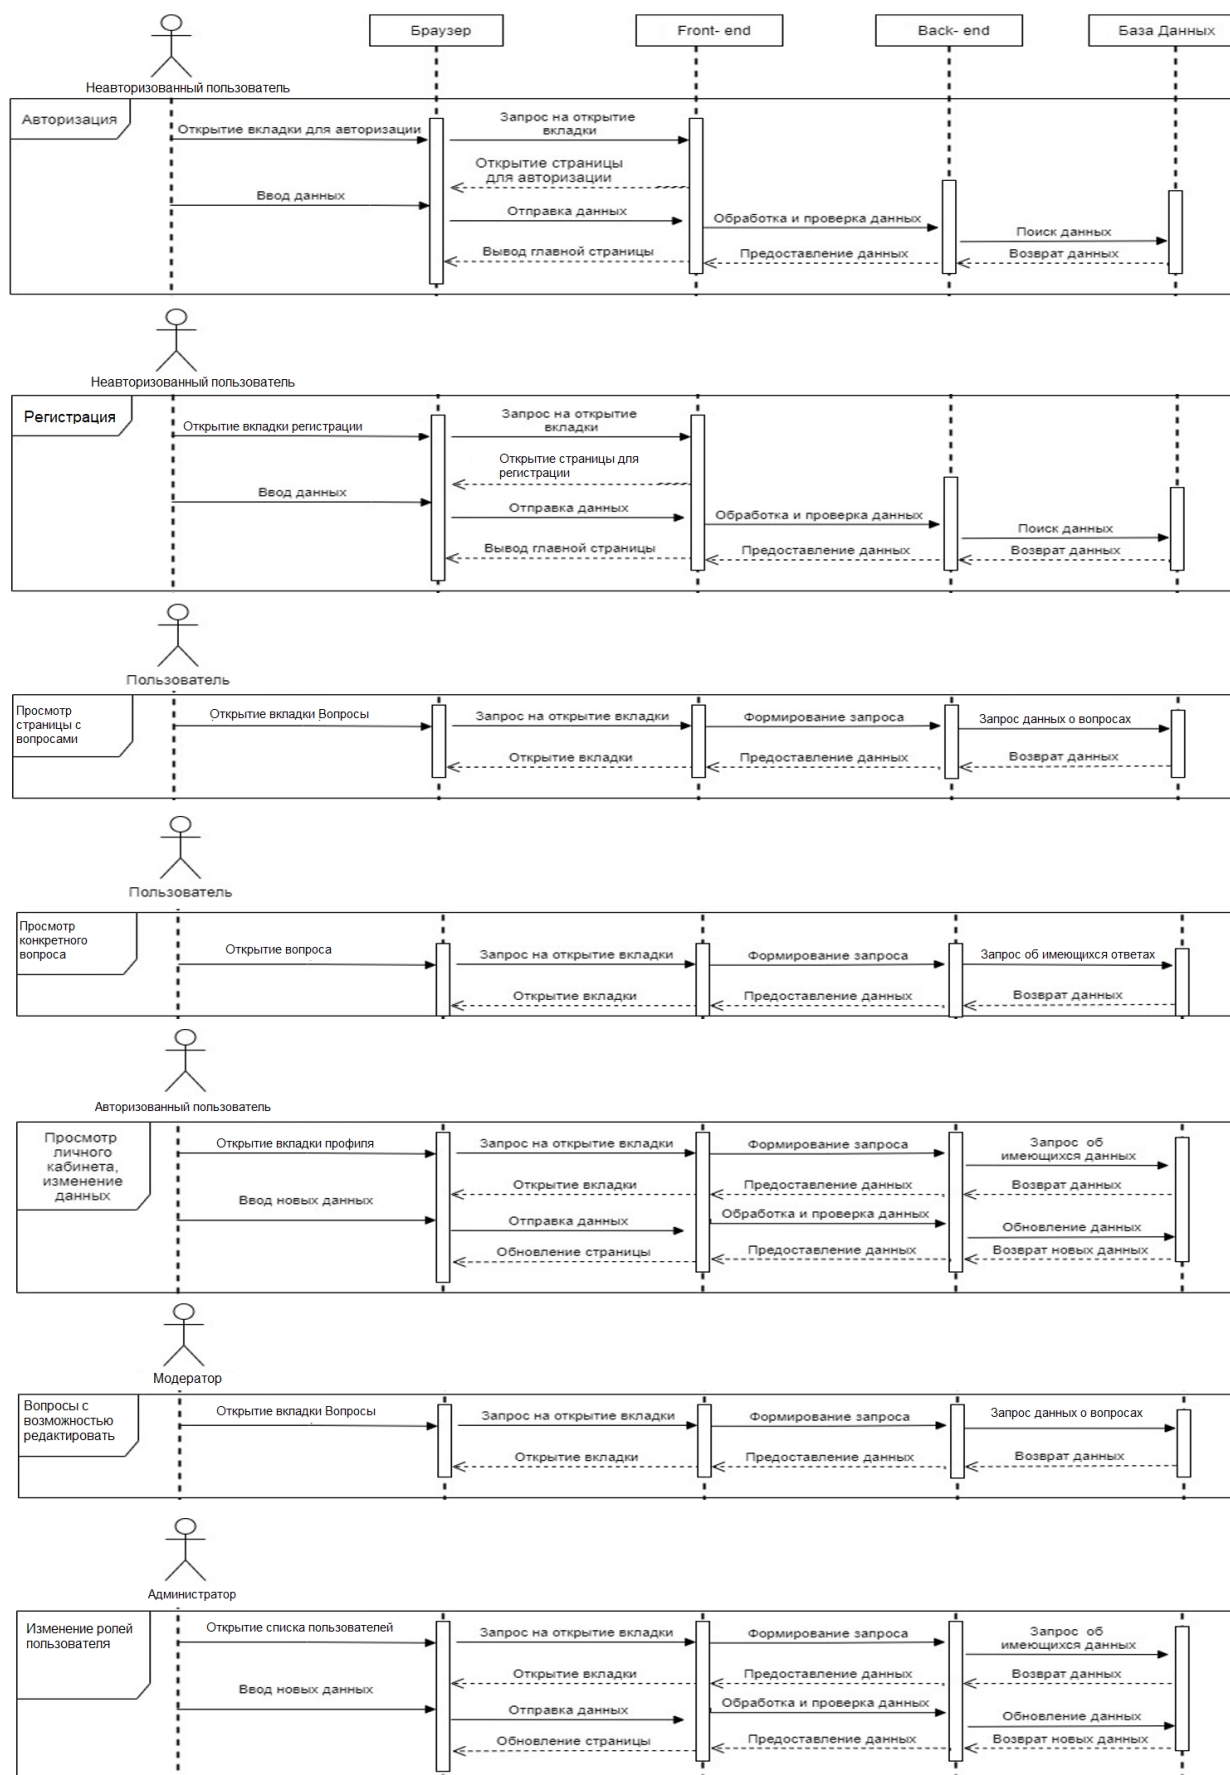 Браузер
Front- end
Back- end
База Данных
Неавторизованный пользователь
Авторизация
Открытие вкладки для авторизации
Запрос на открытие
вкладки
Открытие страницы
для авторизации
Ввод данных
Отправка данных
Обработка и проверка данных
Поиск данных
Вывод главной страницы
Предоставление данных
Возврат данных
Неавторизованный пользователь
Регистрация
Открытие вкладки регистрации
Запрос на открытие
вкладки
Открытие страницы для
регистрации
Ввод данных
Отправка данных
Обработка и проверка данных
Поиск данных
Вывод главной страницы
Предоставление данных
Возврат данных
Пользователь
Просмотр
страницы с
вопросами
Открытие вкладки Вопросы
Запрос на открытие вкладки
Формирование запроса
Запрос данных о вопросах
Открытие вкладки
Предоставление данных
Возврат данных
Пользователь
Просмотр
конкретного
вопроса
Открытие вопроса
Запрос на открытие вкладки
Формирование запроса
Запрос об имеющихся ответах
Открытие вкладки
Предоставление данных
Возврат данных
Авторизованный пользователь
Просмотр
личного
кабинета,
изменение
данных
Открытие вкладки профиля
Запрос на открытие вкладки
Формирование запроса
Запрос об
имеющихся данных
Открытие вкладки
Предоставление данных
Возврат данных
Ввод новых данных
Отправка данных
Обработка и проверка данных
Обновление данных
Обновление страницы
Предоставление данных
Возврат новых данных
Модератор
Вопросы с
возможностью
редактировать
Открытие вкладки Вопросы
Запрос на открытие вкладки
Формирование запроса
Запрос данных о вопросах
Открытие вкладки
Предоставление данных
Возврат данных
Администратор
Изменение ролей
пользователя
Открытие списка пользователей
Запрос на открытие вкладки
Формирование запроса
Запрос об
имеющихся данных
Открытие вкладки
Предоставление данных
Возврат данных
Ввод новых данных
Отправка данных
Обработка и проверка данных
Обновление данных
Обновление страницы
Предоставление данных
Возврат новых данных